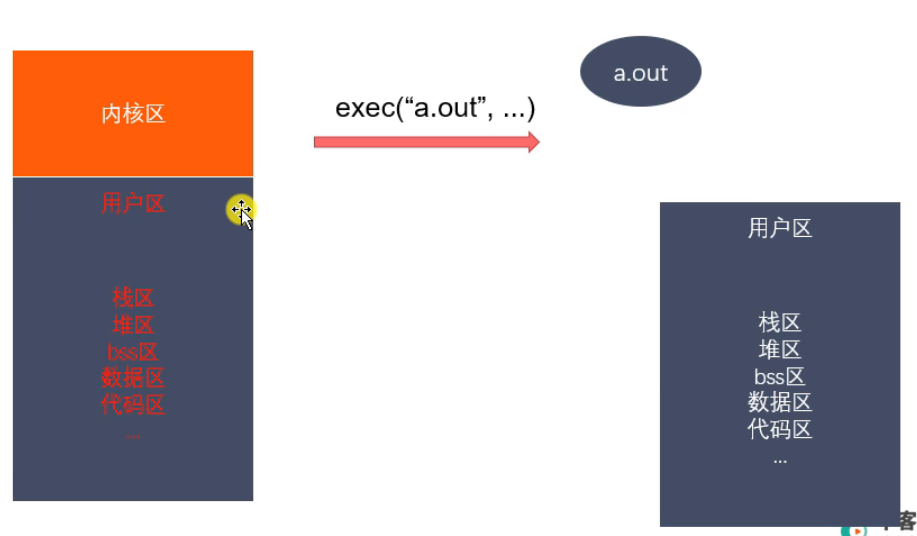 内核区
用户区
栈区
堆区
bss区
数据区
代码区
...
exec(“a.out”, ...)
a.out
用户区
栈区
堆区
bss区
数据区
代码区
...
客